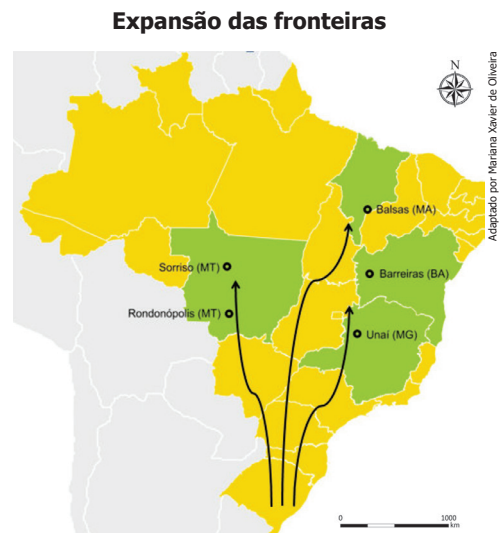 Expansão das fronteiras
Adaptado por Mariana Xavier de Oliveira
N
Balsas (MA)
Sorriso (MT)
Barreiras (BA)
Rondonópolis (MT)
Unaí (MG)
0 1000
km